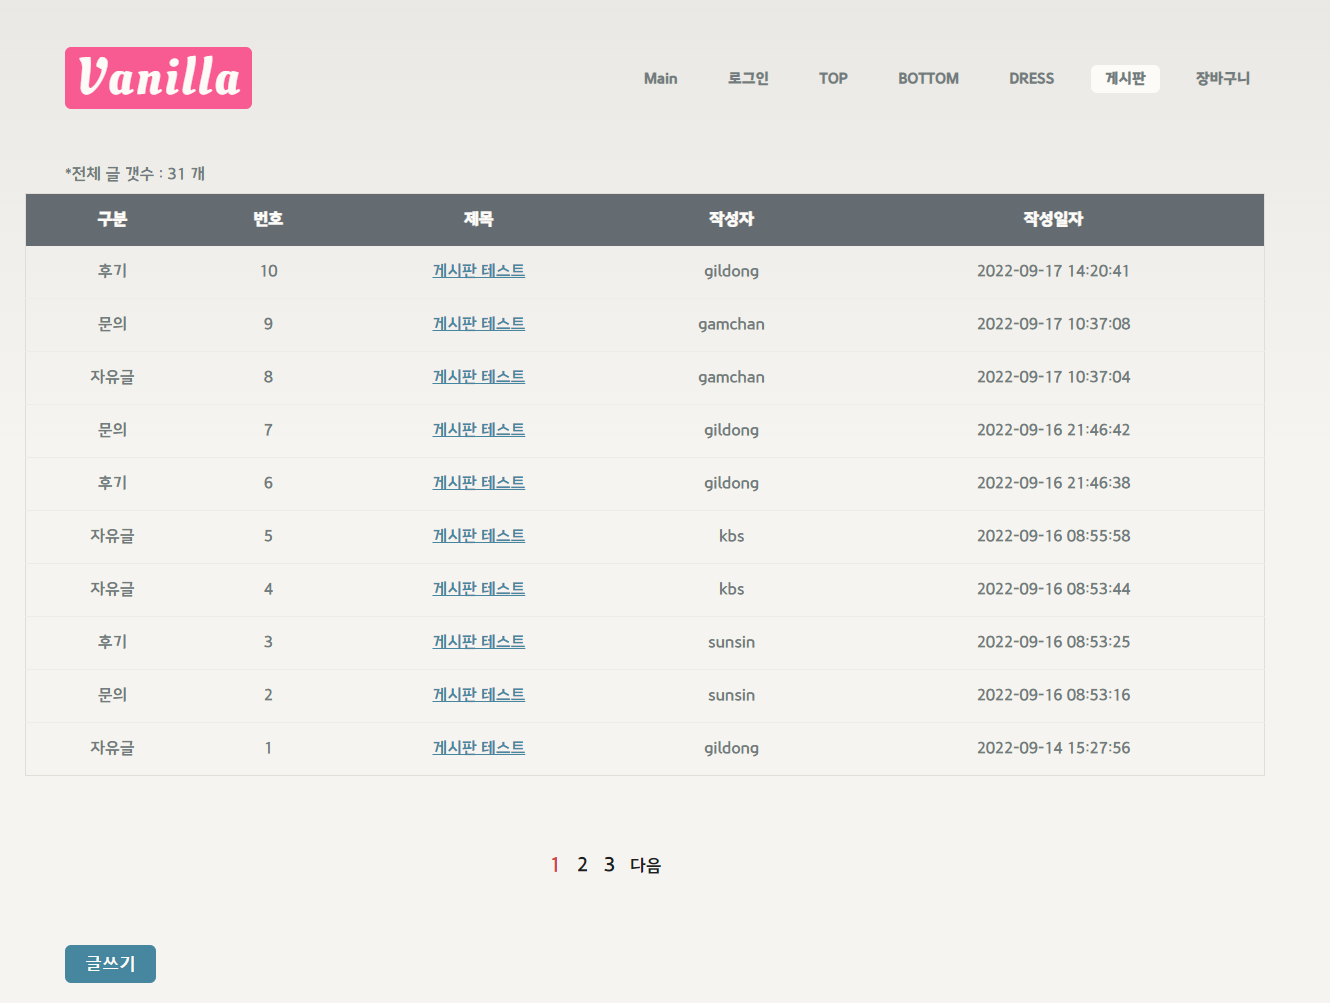 Vanilla
Main 로그인 TOP BOTTOM DRESS 게시판 장바구니
*전체 글 갯수 : 31 개
구분 번호 제목 작성자 작성일자
후기 10 게시판 테스트 gildong 2022-09-17 14:20:41
문의 9 게시판 테스트 gamchan 2022-09-17 10:37:08
자유글 8 게시판 테스트 gamchan 2022-09-17 10:37:04
문의 7 게시판 테스트 gildong 2022-09-16 21:46:42
후기 6 게시판 테스트 gildong 2022-09-16 21:46:38
자유글 5 게시판 테스트 kbs 2022-09-16 08:55:58
자유글 4 게시판 테스트 kbs 2022-09-16 08:53:44
후기 3 게시판 테스트 sunsin 2022-09-16 08:53:25
문의 2 게시판 테스트 sunsin 2022-09-16 08:53:16
자유글 1 게시판 테스트 gildong 2022-09-14 15:27:56
1 2 3 다음
글쓰기